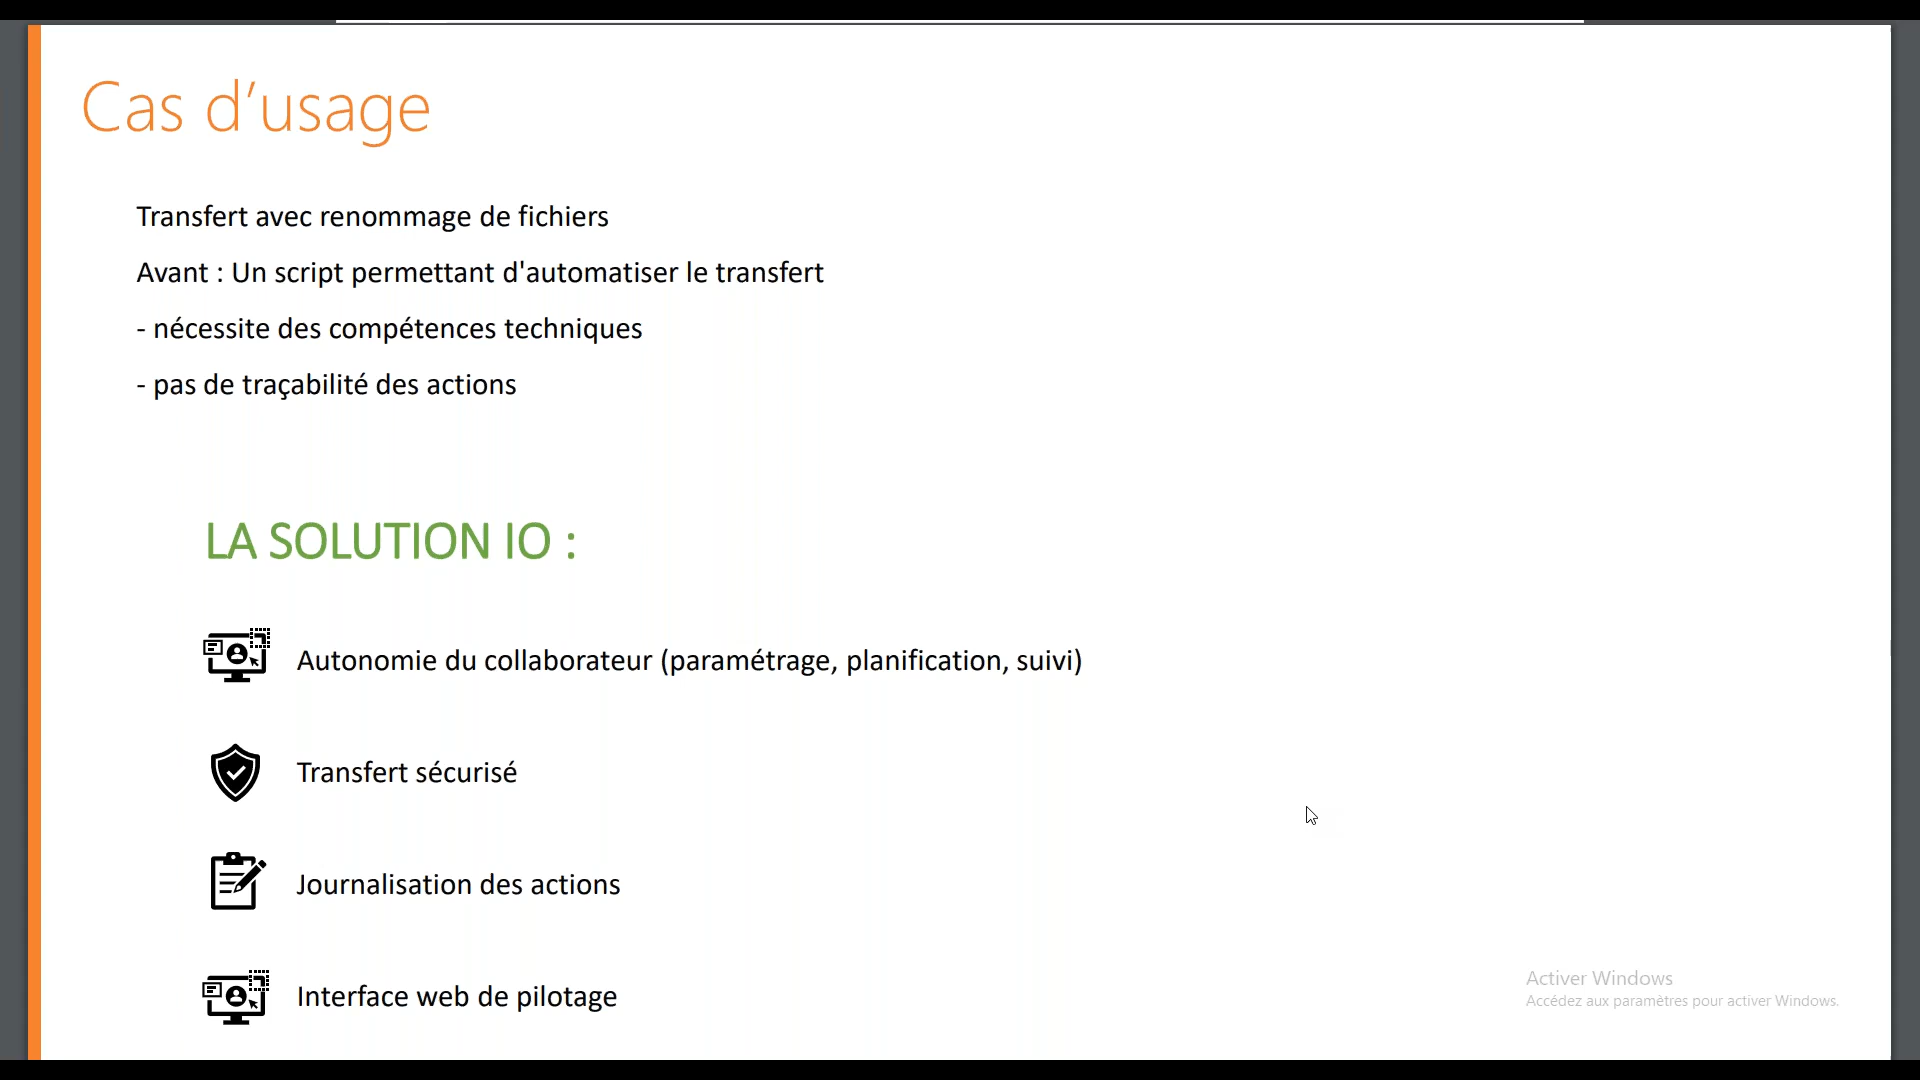 Cas d’usage
Transfert avec renommage de fichiers
Avant : Un script permettant d'automatiser le transfert
- nécessite des compétences techniques
- pas de traçabilité des actions
LA SOLUTION IO :
Autonomie du collaborateur (paramétrage, planification, suivi)
Transfert sécurisé
Journalisation des actions
Interface web de pilotage
Activer Windows
Accédez aux paramètres pour activer Windows.